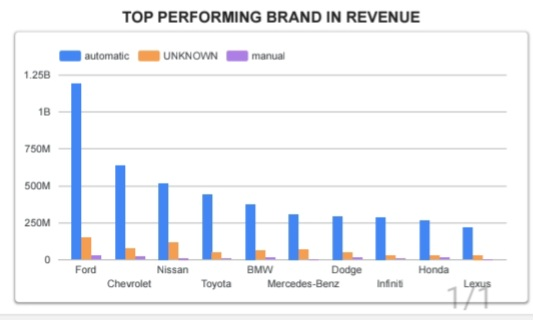 TOP PERFORMING BRAND IN REVENUE
automatic UNKNOWN manual
1.25B
1B
750M
500M
250M
0
Ford Nissan BMW Dodge Honda
Chevrolet Toyota Mercedes-Benz Infiniti Lexus
1/1